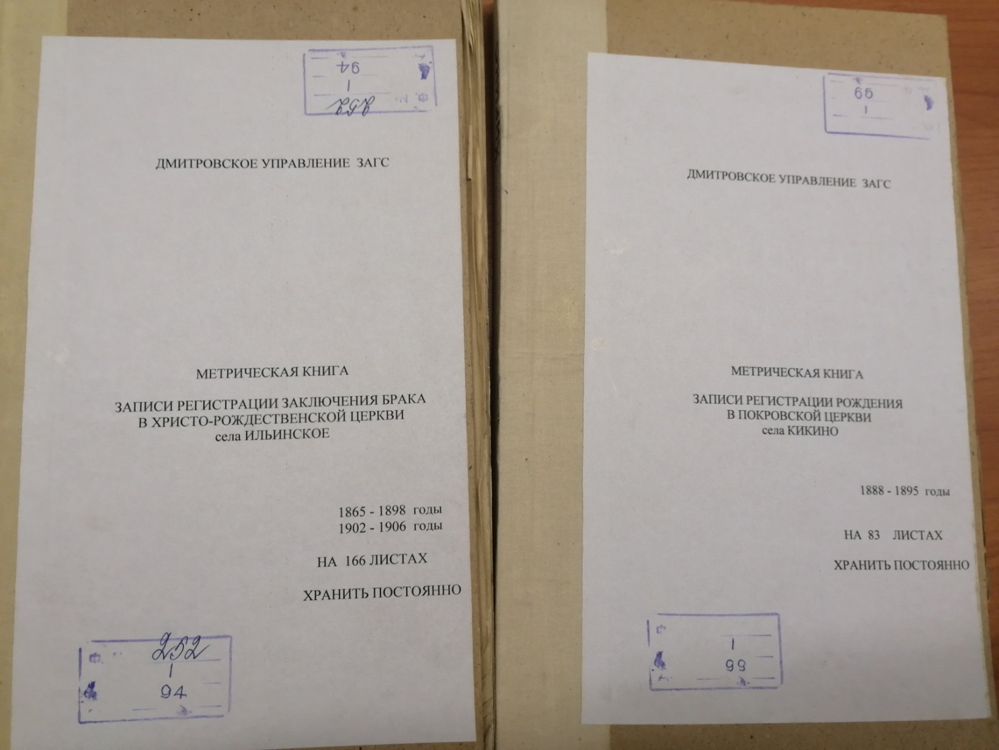 94
1
252
ДМИТРОВСКОЕ УПРАВЛЕНИЕ ЗАГС
МЕТРИЧЕСКАЯ КНИГА
ЗАПИСИ РЕГИСТРАЦИИ ЗАКЛЮЧЕНИЯ БРАКА
В ХРИСТО-РОЖДЕСТВЕНСКОЙ ЦЕРКВИ
села ИЛЬИНСКОЕ
1865 - 1898 годы
1902 - 1906 годы
НА 166 ЛИСТАХ
ХРАНИТЬ ПОСТОЯННО
252
1
94
1
ДМИТРОВСКОЕ УПРАВЛЕНИЕ ЗАГС
МЕТРИЧЕСКАЯ КНИГА
ЗАПИСИ РЕГИСТРАЦИИ РОЖДЕНИЯ
В ПОКРОВСКОЙ ЦЕРКВИ
села КИКИНО
1888 - 1895 годы
НА 83 ЛИСТАХ
ХРАНИТЬ ПОСТОЯННО
1